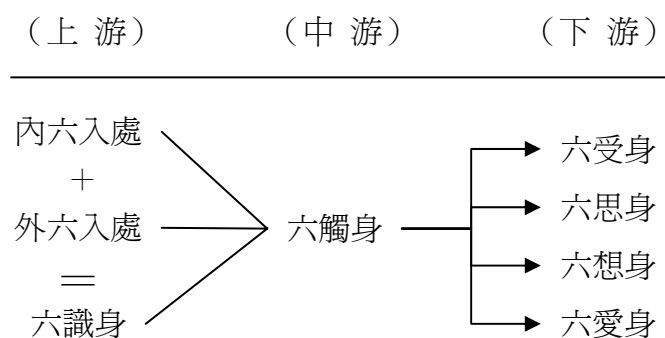 （上 游） （中 游） （下 游）
內六入處
＋
外六入處
＝
六識身
六觸身
六受身
六思身
六想身
六愛身